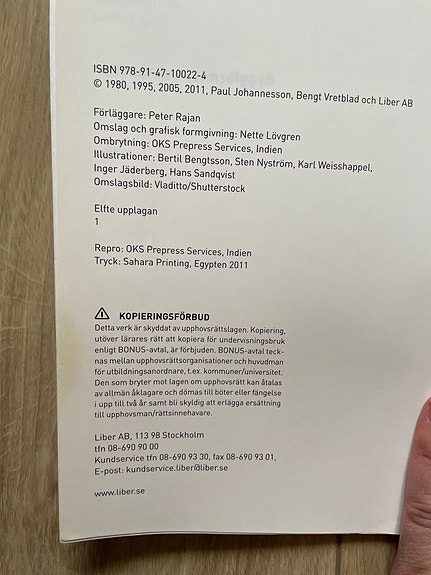 ISBN 978-91-47-10022-4
© 1980, 1995, 2005, 2011, Paul Johannesson, Bengt Vretblad och Liber AB
Förläggare: Peter Rajan
Omslag och grafisk formgivning: Nette Lövgren
Ombrytning: OKS Prepress Services, Indien
Illustrationer: Bertil Bengtsson, Sten Nyström, Karl Weisshappel,
Inger Jäderberg, Hans Sandqvist
Omslagsbild: Vladitto/Shutterstock
Elfte upplagan
1
Repro: OKS Prepress Services, Indien
Tryck: Sahara Printing, Egypten 2011
KOPIERINGSFÖRBUD
Detta verk är skyddat av upphovsrättslagen. Kopiering,
utöver lärares rätt att kopiera för undervisningsbruk
enligt BONUS-avtal, är förbjuden. BONUS-avtal teck-
nas mellan upphovsrättsorganisationer och huvudman
för utbildningsanordnare, t.ex. kommuner/universitet.
Den som bryter mot lagen om upphovsrätt kan åtalas
av allmän åklagare och dömas till böter eller fängelse
i upp till två år samt bli skyldig att erlägga ersättning
till upphovsman/rättsinnehavare.
Liber AB, 113 98 Stockholm
tfn 08-690 90 00
Kundservice tfn 08-690 93 30, fax 08-690 93 01,
E-post: kundservice.liber@liber.se
www.liber.se